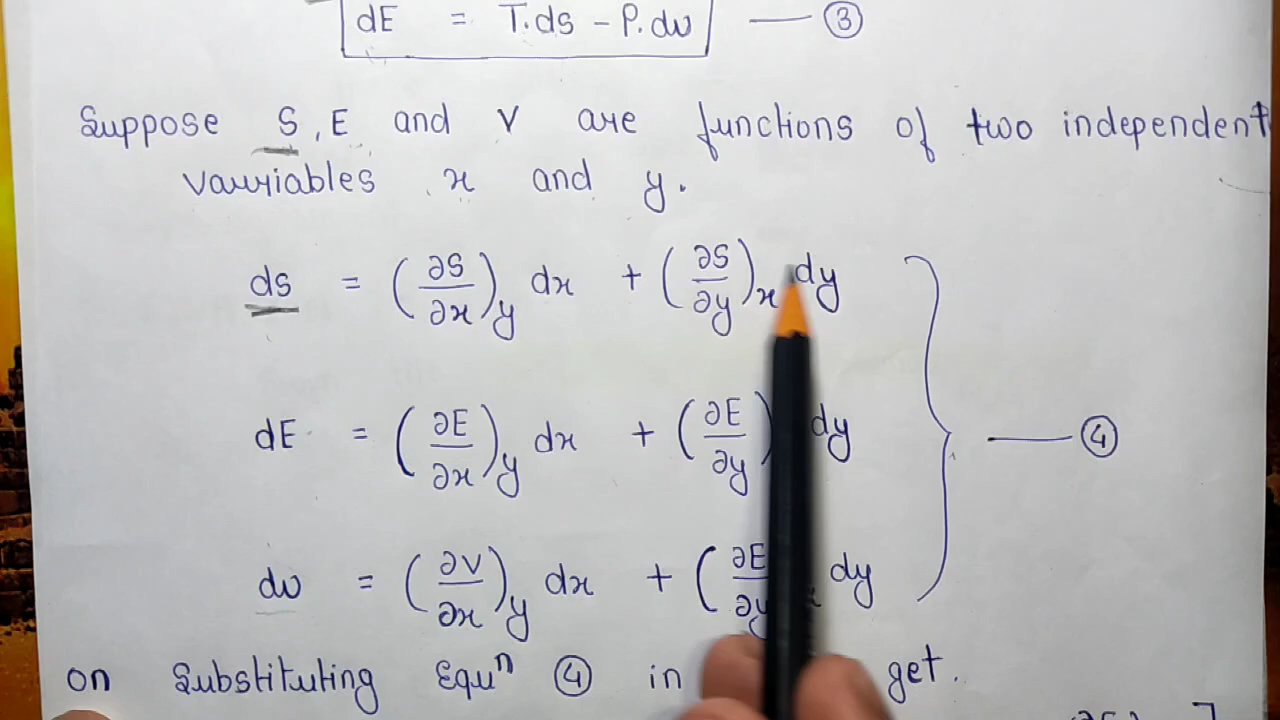 dE = T.ds - P.dv —— ③
Suppose S, E and V are functions of two independent
variables x and y.
ds = (∂S/∂x)y dx + (∂S/∂y)x dy
dE = (∂E/∂x)y dx + (∂E/∂y) dy —— ④
dv = (∂V/∂x)y dx + (∂E/∂y)x dy
on substituting Equⁿ ④ in get.